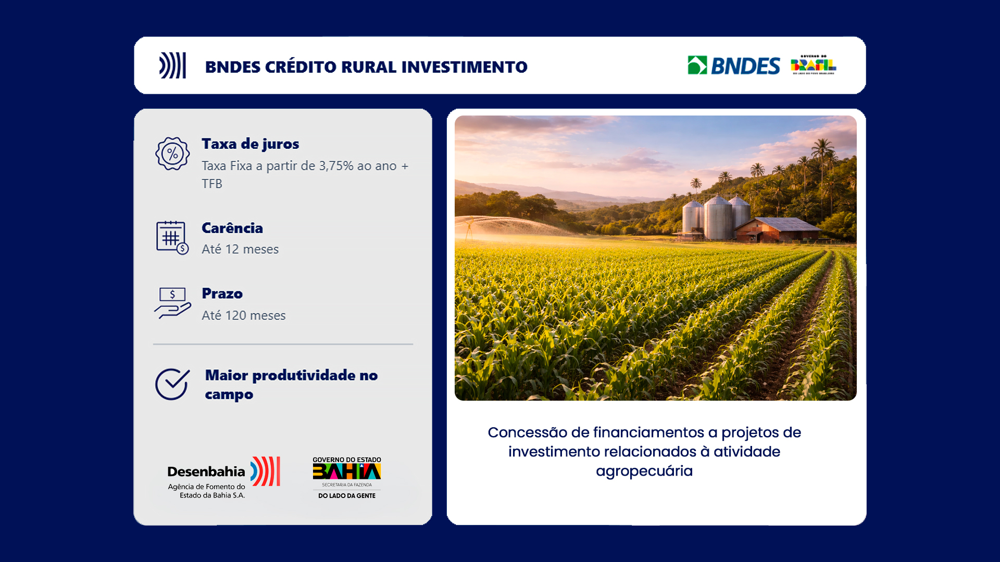 BNDES CRÉDITO RURAL INVESTIMENTO
BNDES
GOVERNO DO
BRASIL
DO LADO DO POVO BRASILEIRO
Taxa de juros
Taxa Fixa a partir de 3,75% ao ano +
TFB
Carência
Até 12 meses
Prazo
Até 120 meses
Maior produtividade no
campo
Desenbahia
Agência de Fomento do
Estado da Bahia S.A.
GOVERNO DO ESTADO
BAHIA
SECRETARIA DA FAZENDA
DO LADO DA GENTE
Concessão de financiamentos a projetos de
investimento relacionados à atividade
agropecuária